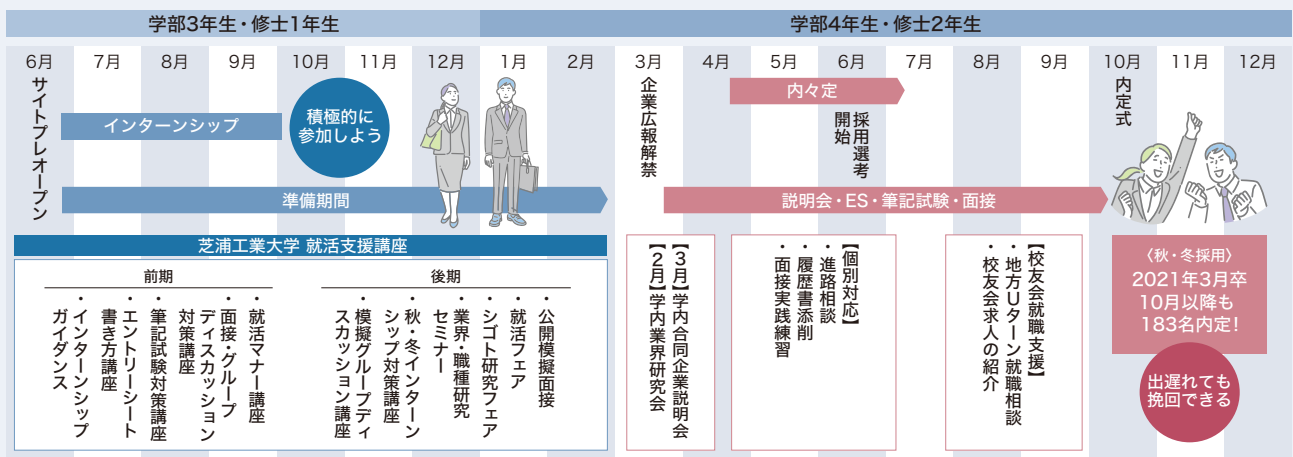 学部3年生・修士1年生
学部4年生・修士2年生
6月
7月
8月
9月
10月
11月
12月
1月
2月
3月
4月
5月
6月
7月
8月
9月
10月
11月
12月
サイトプレオープン
インターンシップ
積極的に
参加しよう
準備期間
企業広報解禁
内々定
採用選考
開始
説明会・ES・筆記試験・面接
内定式
芝浦工業大学 就活支援講座
前期
・インターンシップ
ガイダンス
・エントリーシート
書き方講座
・筆記試験対策講座
・面接・グループ
ディスカッション
対策講座
・就活マナー講座
後期
・模擬グループディ
スカッション講座
・秋・冬インターン
シップ対策講座
・業界・職種研究
セミナー
・シゴト研究フェア
・就活フェア
・公開模擬面接
【2月】学内業界研究会
【3月】学内合同企業説明会
【個別対応】
・進路相談
・履歴書添削
・面接実践練習
【校友会就職支援】
・地方Uターン就職相談
・校友会求人の紹介
〈秋・冬採用〉
2021年3月卒
10月以降も
183名内定!
出遅れても
挽回できる